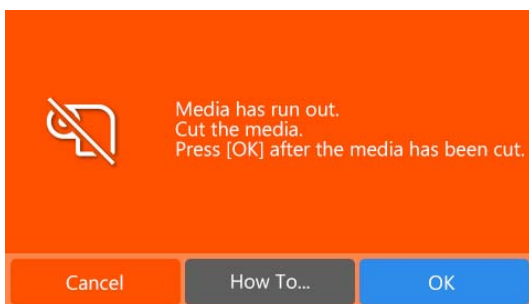 Media has run out.
Cut the media.
Press [OK] after the media has been cut.
Cancel
How To...
OK